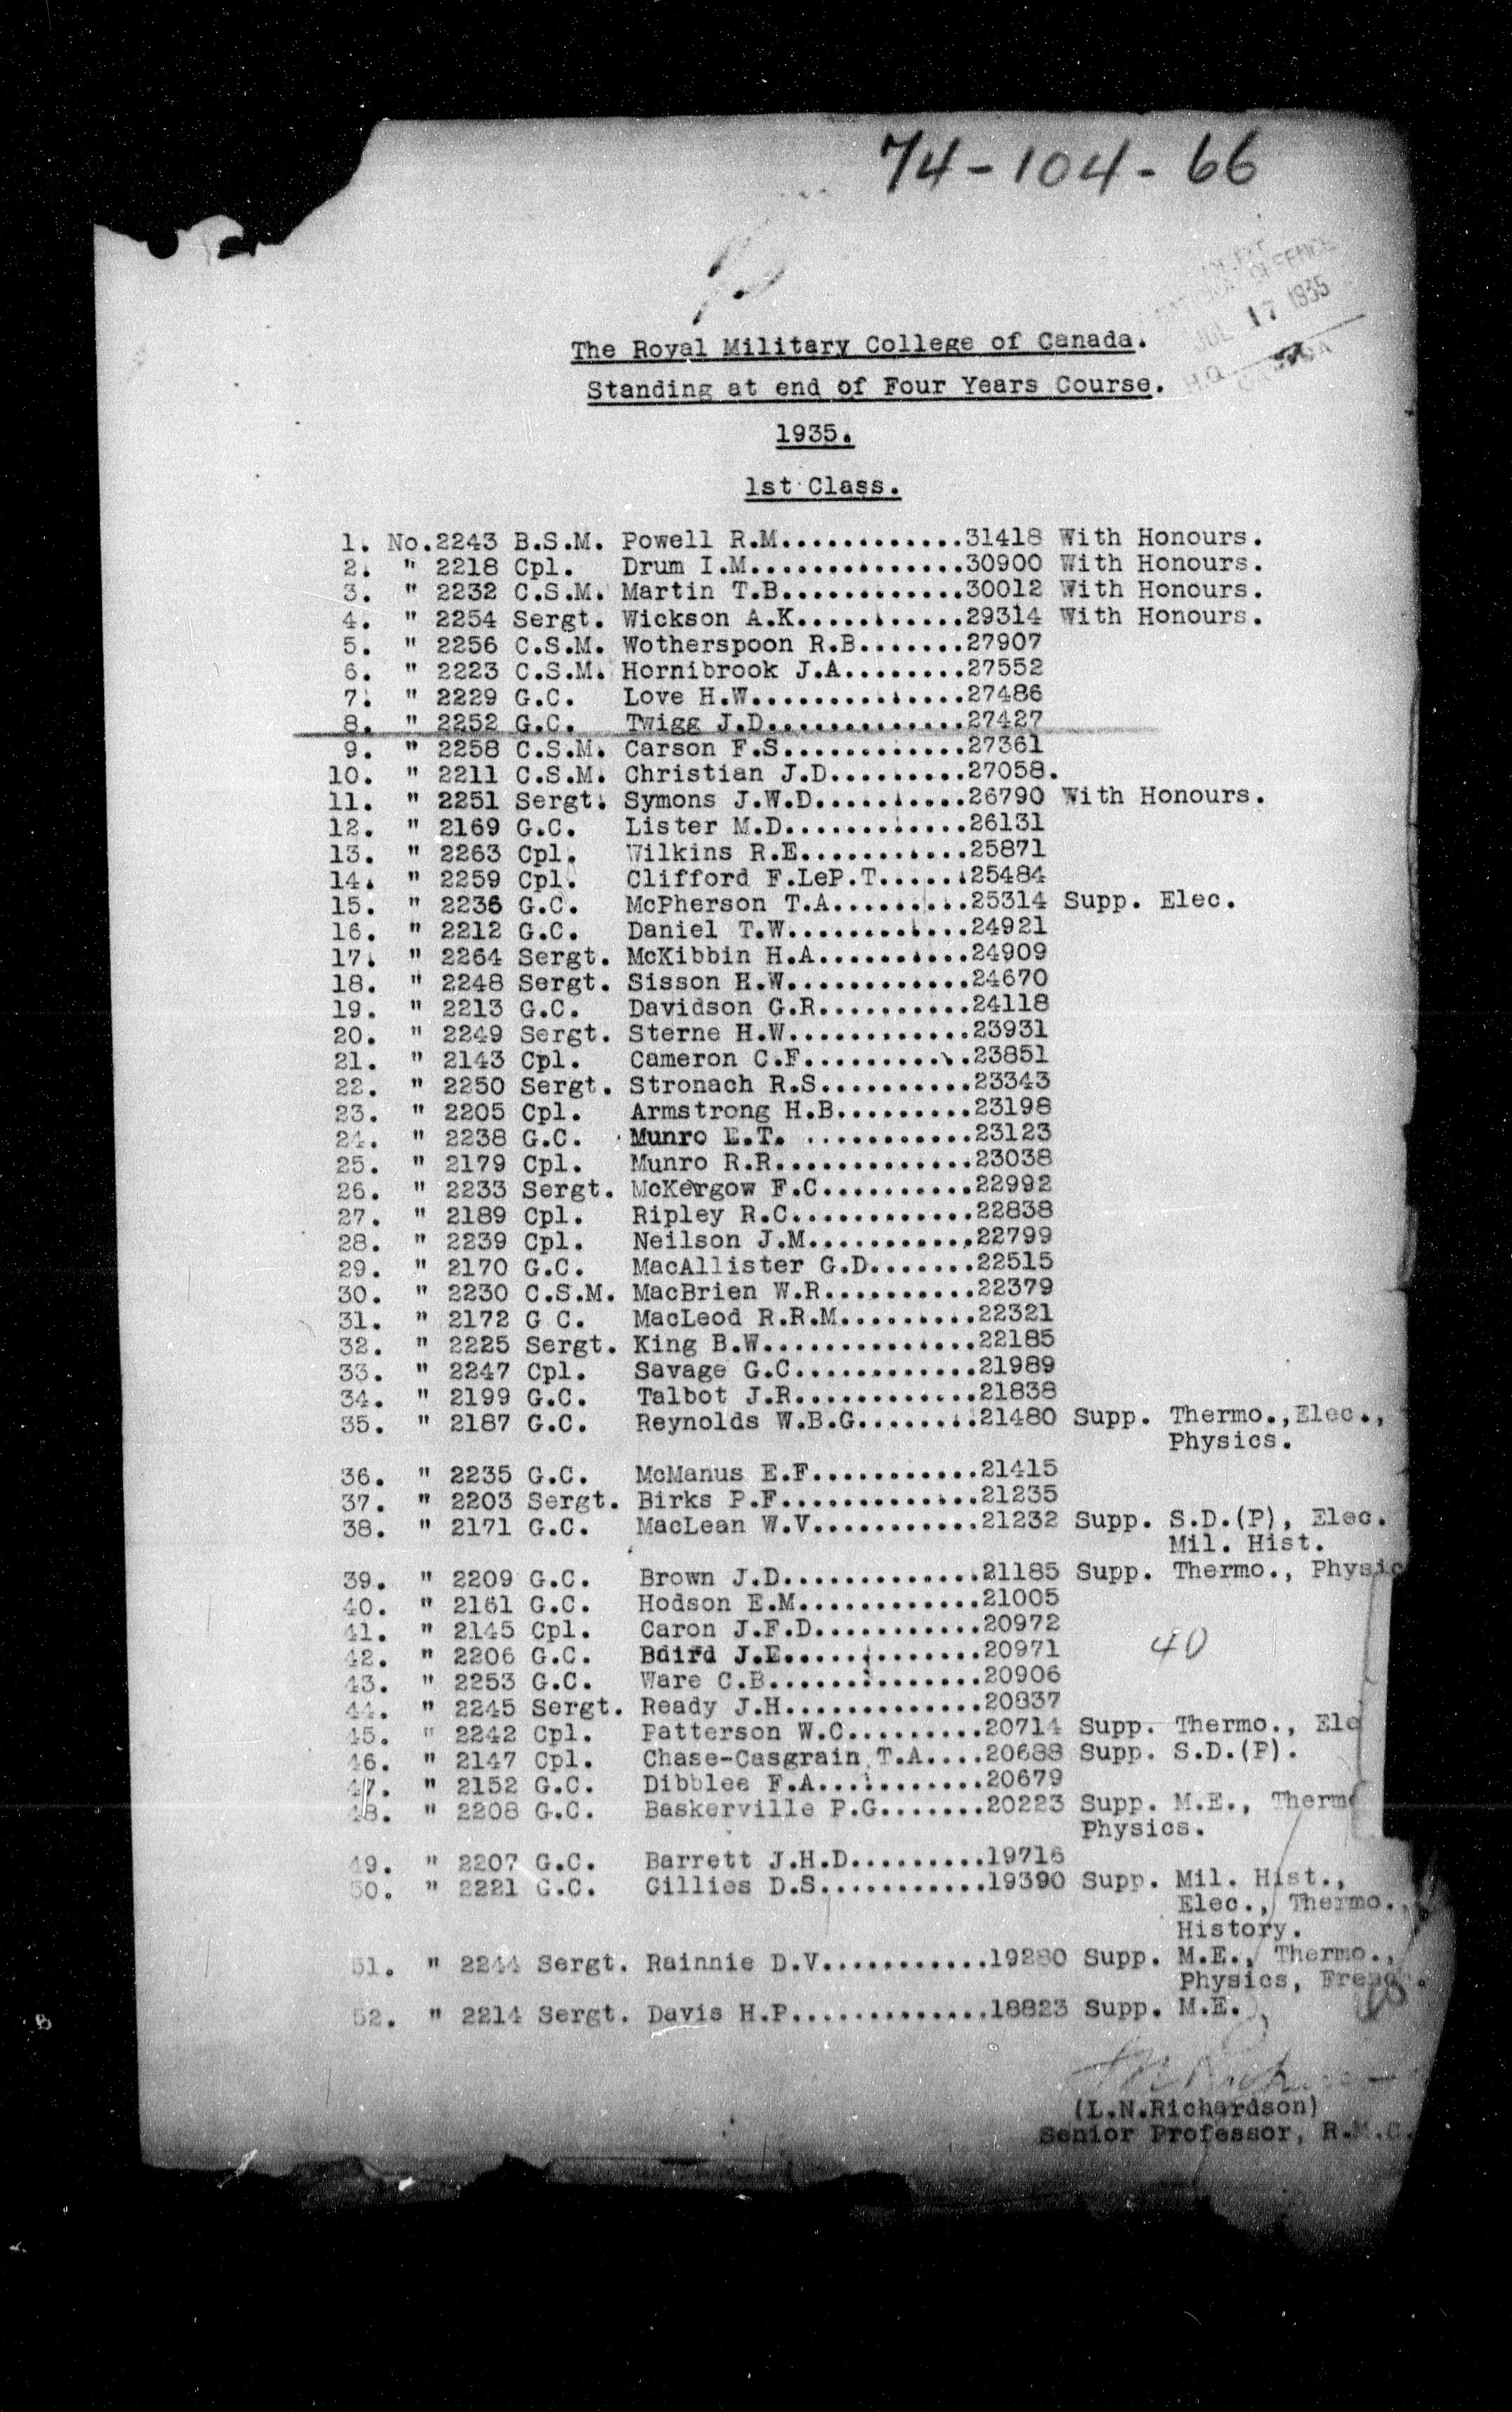 74-104-66
NATIONAL DEFENCE
JUL 17 1935
H.Q. OTTAWA
The Royal Military College of Canada.
Standing at end of Four Years Course.
1935.
1st Class.
1. No.2243 B.S.M. Powell R.M............31418 With Honours.
2. " 2218 Cpl. Drum I.M..............30900 With Honours.
3. " 2232 C.S.M. Martin T.B............30012 With Honours.
4. " 2254 Sergt. Wickson A.K...........29314 With Honours.
5. " 2256 C.S.M. Wotherspoon R.B.......27907
6. " 2223 C.S.M. Hornibrook J.A........27552
7. " 2229 G.C. Love H.W..............27486
8. " 2252 G.C. Twigg J.D.............27427
9. " 2258 C.S.M. Carson F.S............27361
10. " 2211 C.S.M. Christian J.D.........27058.
11. " 2251 Sergt. Symons J.W.D..........26790 With Honours.
12. " 2169 G.C. Lister M.D............26131
13. " 2263 Cpl. Wilkins R.E...........25871
14. " 2259 Cpl. Clifford F.LeP.T......25484
15. " 2236 G.C. McPherson T.A.........25314 Supp. Elec.
16. " 2212 G.C. Daniel T.W............24921
17. " 2264 Sergt. McKibbin H.A..........24909
18. " 2248 Sergt. Sisson H.W............24670
19. " 2213 G.C. Davidson G.R..........24118
20. " 2249 Sergt. Sterne H.W............23931
21. " 2143 Cpl. Cameron C.F...........23851
22. " 2250 Sergt. Stronach R.S..........23343
23. " 2205 Cpl. Armstrong H.B.........23198
24. " 2238 G.C. Munro E.T. ...........23123
25. " 2179 Cpl. Munro R.R.............23038
26. " 2233 Sergt. McKergow F.C..........22992
27. " 2189 Cpl. Ripley R.C............22838
28. " 2239 Cpl. Neilson J.M...........22799
29. " 2170 G.C. MacAllister G.D.......22515
30. " 2230 C.S.M. MacBrien W.R..........22379
31. " 2172 G C. MacLeod R.R.M.........22321
32. " 2225 Sergt. King B.W..............22185
33. " 2247 Cpl. Savage G.C............21989
34. " 2199 G.C. Talbot J.R............21838
35. " 2187 G.C. Reynolds W.B.G........21480 Supp. Thermo.,Elec.,
Physics.
36. " 2235 G.C. McManus E.F...........21415
37. " 2203 Sergt. Birks P.F.............21235
38. " 2171 G.C. MacLean W.V...........21232 Supp. S.D.(P), Elec.
Mil. Hist.
39. " 2209 G.C. Brown J.D.............21185 Supp. Thermo., Physic
40. " 2161 G.C. Hodson E.M............21005
41. " 2145 Cpl. Caron J.F.D...........20972
42. " 2206 G.C. Baird J.E.............20971
40
43. " 2253 G.C. Ware C.B..............20906
44. " 2245 Sergt. Ready J.H.............20837
45. " 2242 Cpl. Patterson W.C.........20714 Supp. Thermo., Ele
46. " 2147 Cpl. Chase-Casgrain T.A....20688 Supp. S.D.(P).
47. " 2152 G.C. Dibblee F.A...........20679
48. " 2208 G.C. Baskerville P.G.......20223 Supp. M.E., Thermo
Physics.
49. " 2207 G.C. Barrett J.H.D.........19716
50. " 2221 G.C. Gillies D.S...........19390 Supp. Mil. Hist.,
Elec., Thermo.,
History.
51. " 2244 Sergt. Rainnie D.V...........19280 Supp. M.E., Thermo.,
Physics, French.
52. " 2214 Sergt. Davis H.P.............18823 Supp. M.E.
(L.N.Richardson)
Senior Professor, R.M.C.